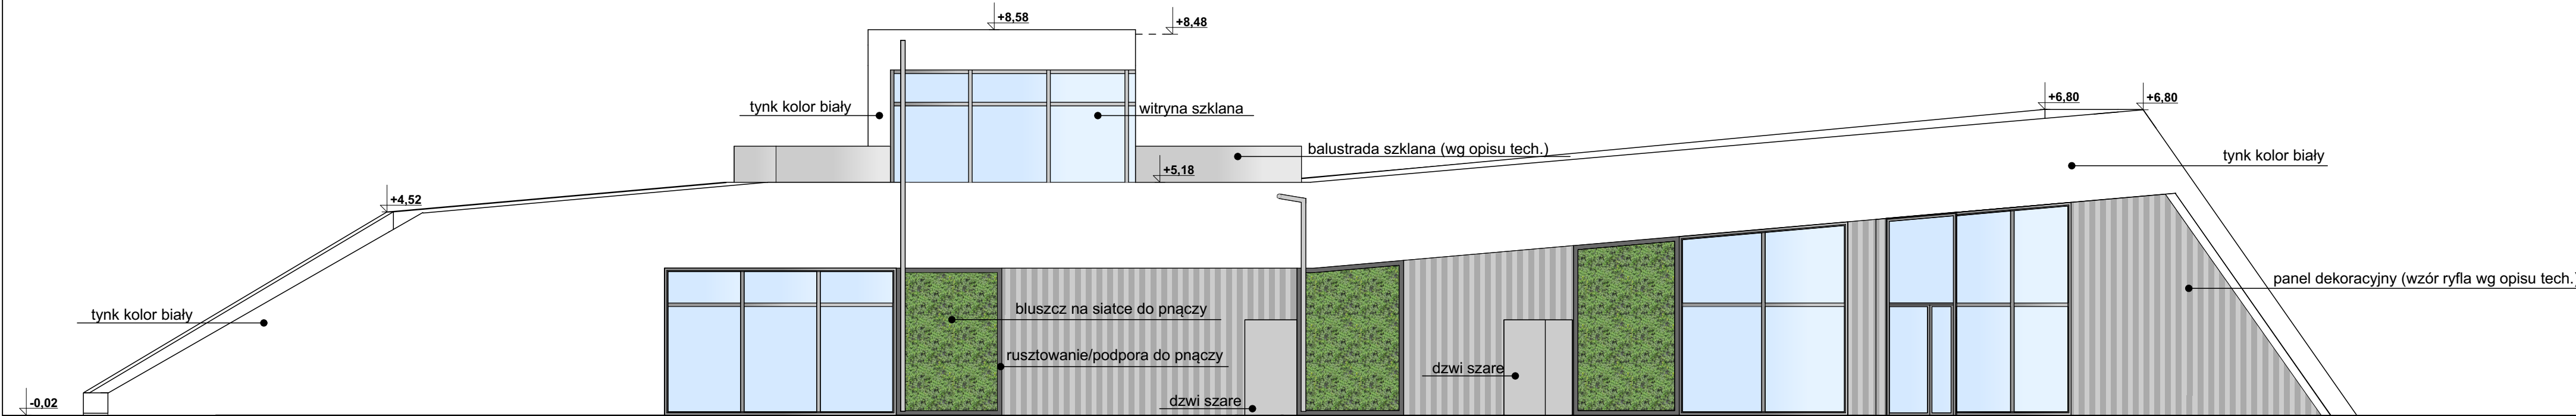 +8,58
+8,48
tynk kolor biały
witryna szklana
+6,80
+6,80
balustrada szklana (wg opisu tech.)
tynk kolor biały
+5,18
+4,52
panel dekoracyjny (wzór ryfla wg opisu tech.
tynk kolor biały
bluszcz na siatce do pnączy
rusztowanie/podpora do pnączy
dzwi szare
dzwi szare
-0,02